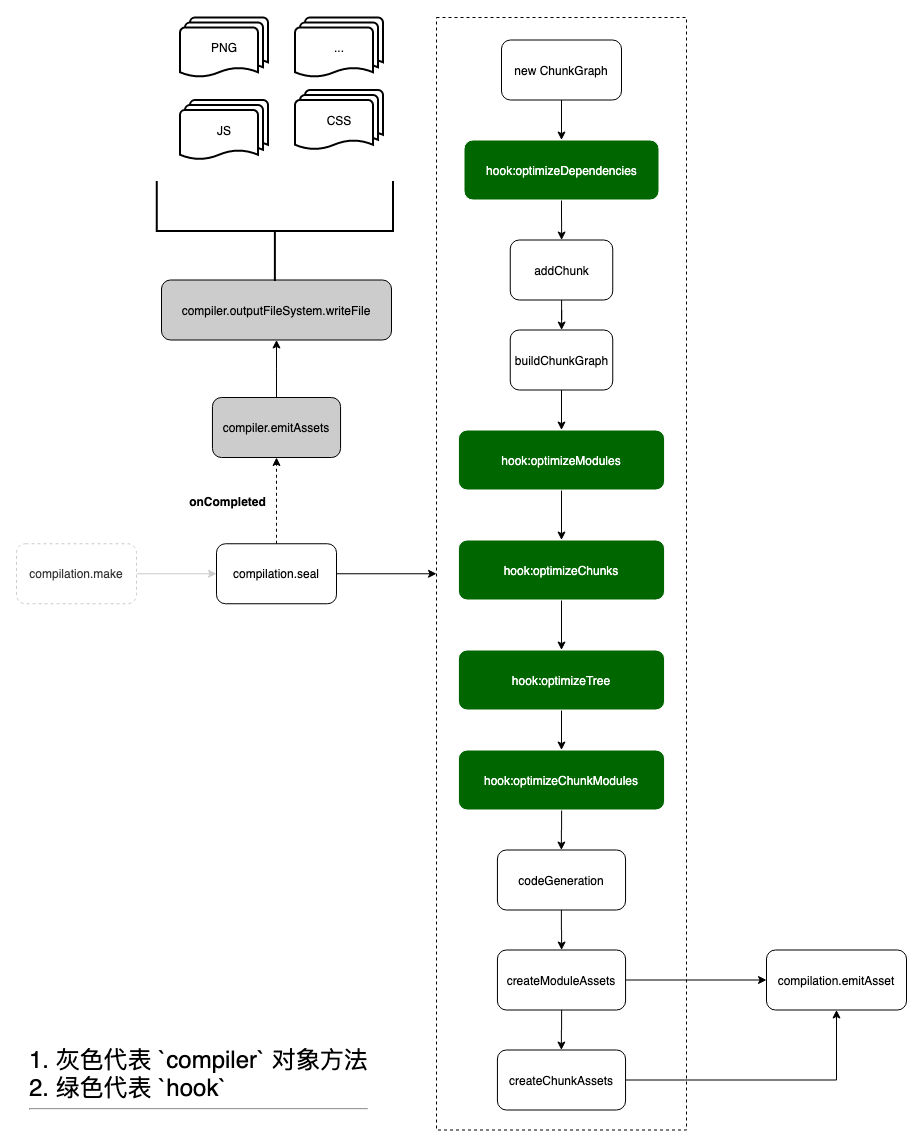 PNG
...
JS
CSS
compiler.outputFileSystem.writeFile
compiler.emitAssets
onCompleted
compilation.make
compilation.seal
new ChunkGraph
hook:optimizeDependencies
addChunk
buildChunkGraph
hook:optimizeModules
hook:optimizeChunks
hook:optimizeTree
hook:optimizeChunkModules
codeGeneration
createModuleAssets
compilation.emitAsset
createChunkAssets
1. 灰色代表 `compiler` 对象方法
2. 绿色代表 `hook`